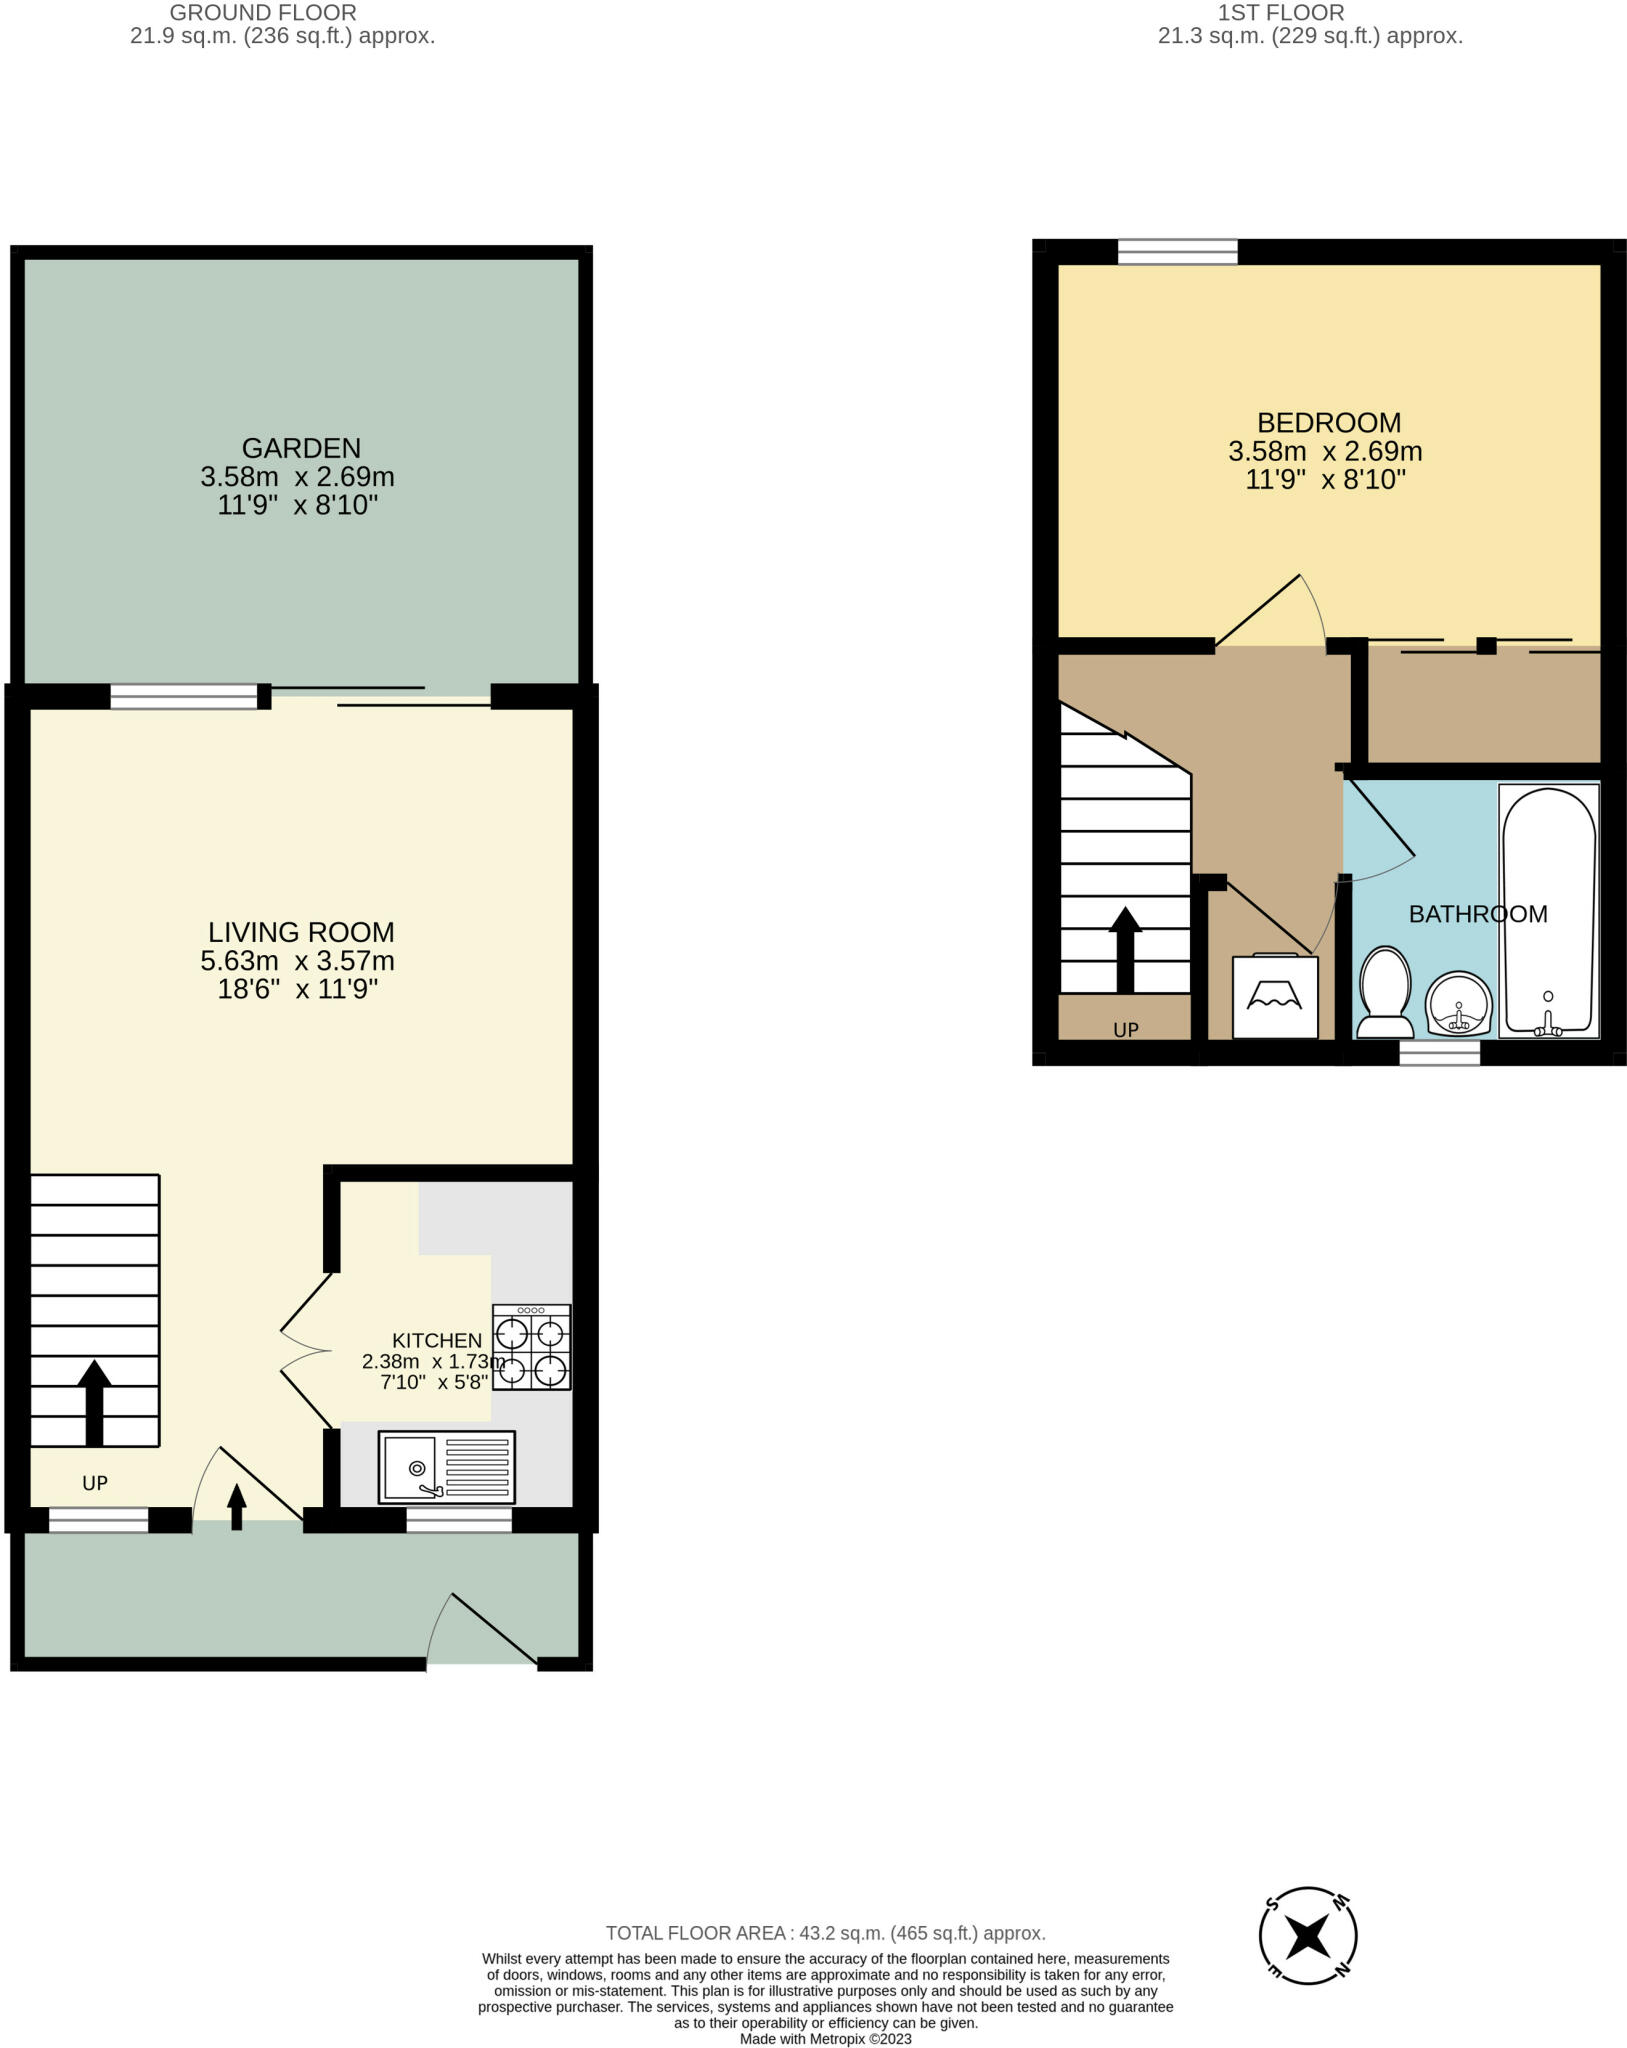 GROUND FLOOR
21.9 sq.m. (236 sq.ft.) approx.
1ST FLOOR
21.3 sq.m. (229 sq.ft.) approx.
GARDEN
3.58m x 2.69m
11'9" x 8'10"
LIVING ROOM
5.63m x 3.57m
18'6" x 11'9"
KITCHEN
2.38m x 1.73m
7'10" x 5'8"
UP
BEDROOM
3.58m x 2.69m
11'9" x 8'10"
BATHROOM
UP
TOTAL FLOOR AREA : 43.2 sq.m. (465 sq.ft.) approx.
Whilst every attempt has been made to ensure the accuracy of the floorplan contained here, measurements
of doors, windows, rooms and any other items are approximate and no responsibility is taken for any error,
omission or mis-statement. This plan is for illustrative purposes only and should be used as such by any
prospective purchaser. The services, systems and appliances shown have not been tested and no guarantee
as to their operability or efficiency can be given.
Made with Metropix ©2023
S
W
E
N